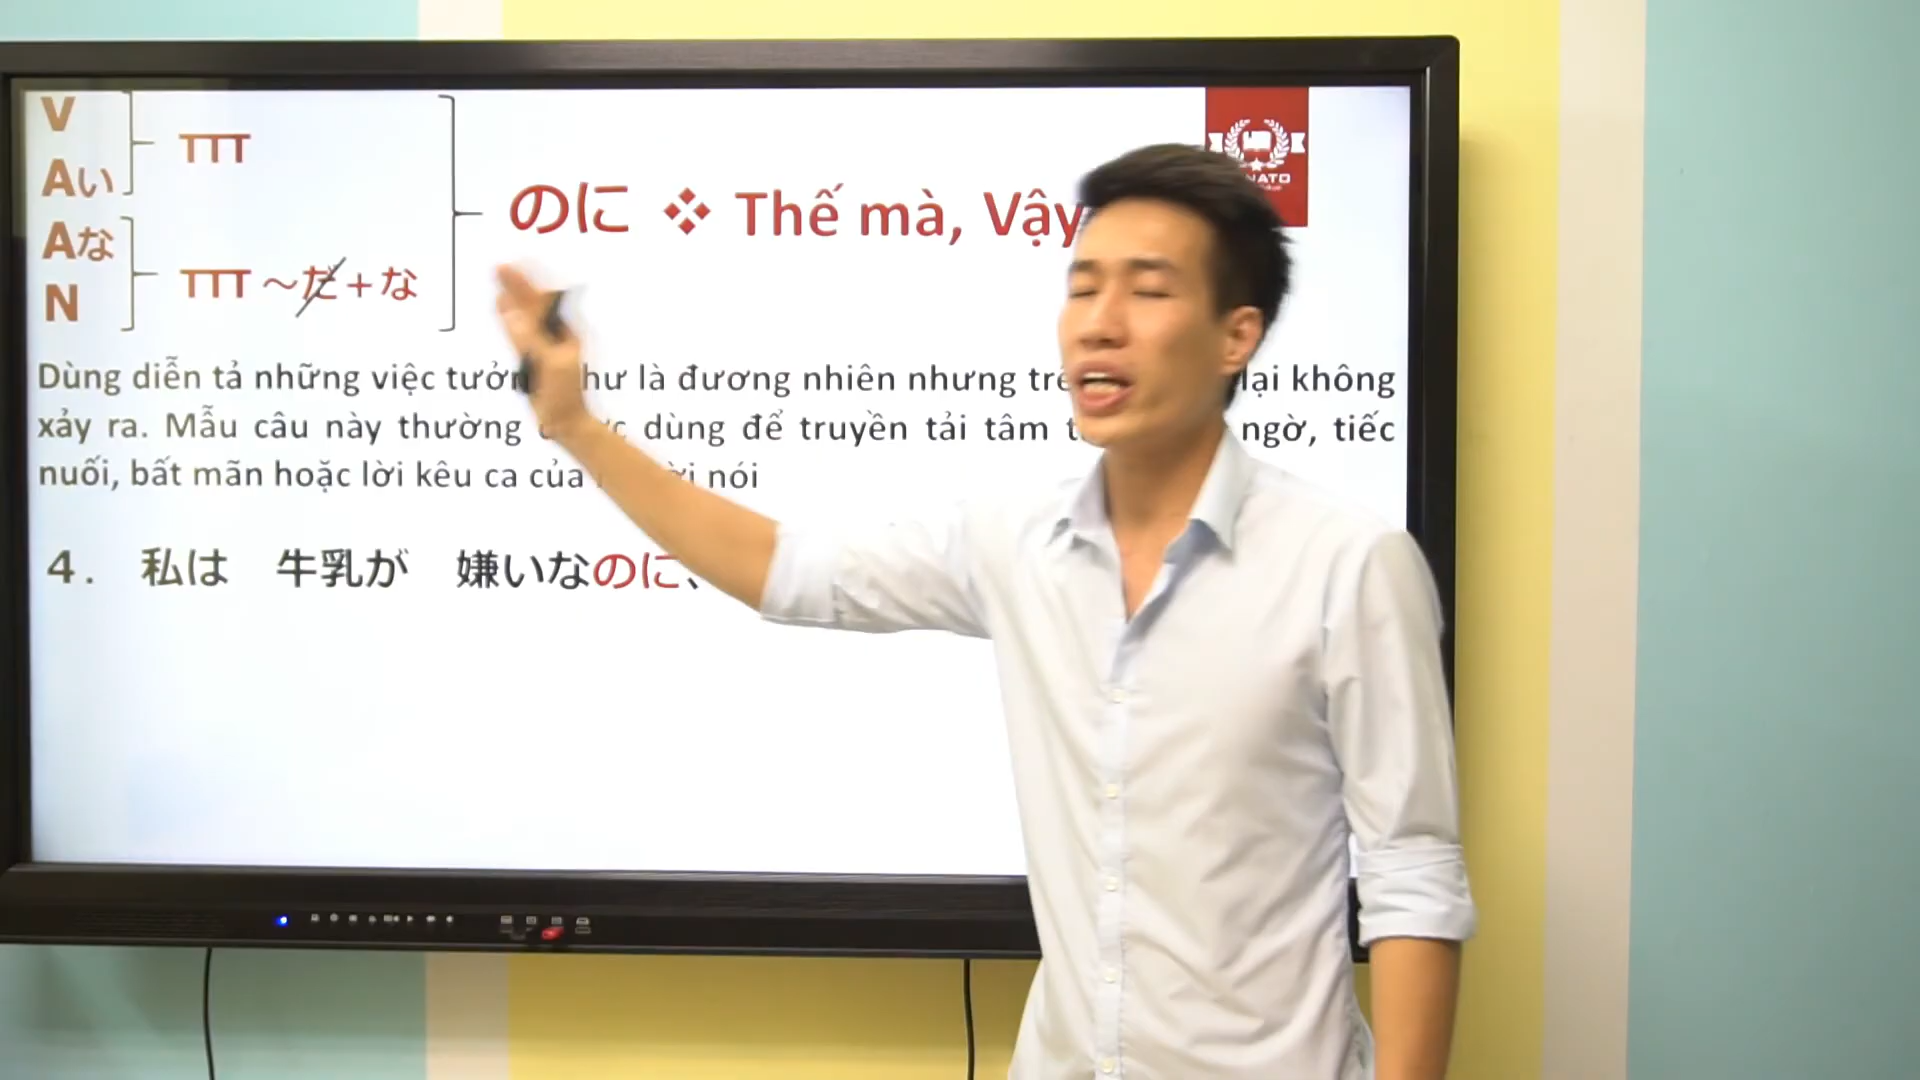 V
Aい
TTT
Aな
N
TTT ～だ + な
のに ❖ Thế mà, Vậy
NATO
Dùng diễn tả những việc là đương nhiên nhưng lại không
xảy ra. Mẫu câu này thường dùng để truyền tải tâm ngờ, tiếc
nuối, bất mãn hoặc lời kêu ca của nói
４． 私は 牛乳が 嫌いなのに、